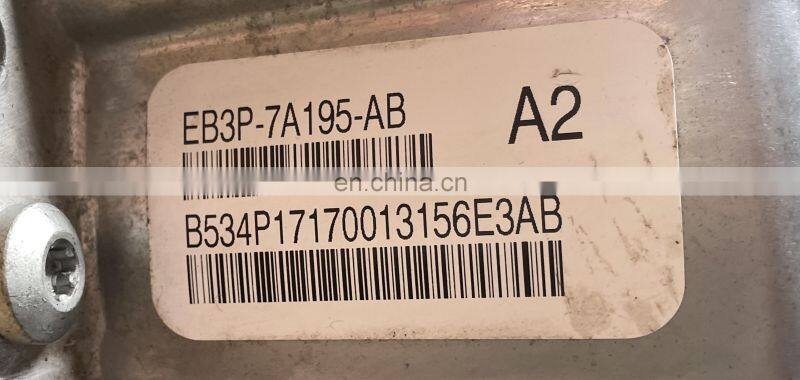 EB3P-7A195-AB
A2
en.china.cn
B534P17170013156E3AB